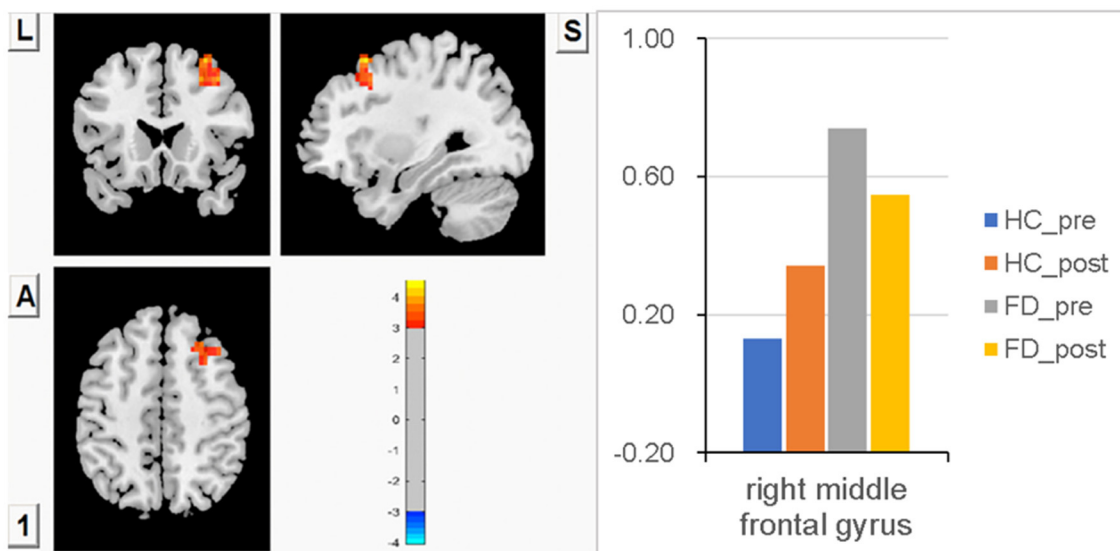 L
S
A
1
4
3
2
1
0
-1
-2
-3
-4
1.00
0.60
0.20
-0.20
right middle
frontal gyrus
HC_pre
HC_post
FD_pre
FD_post